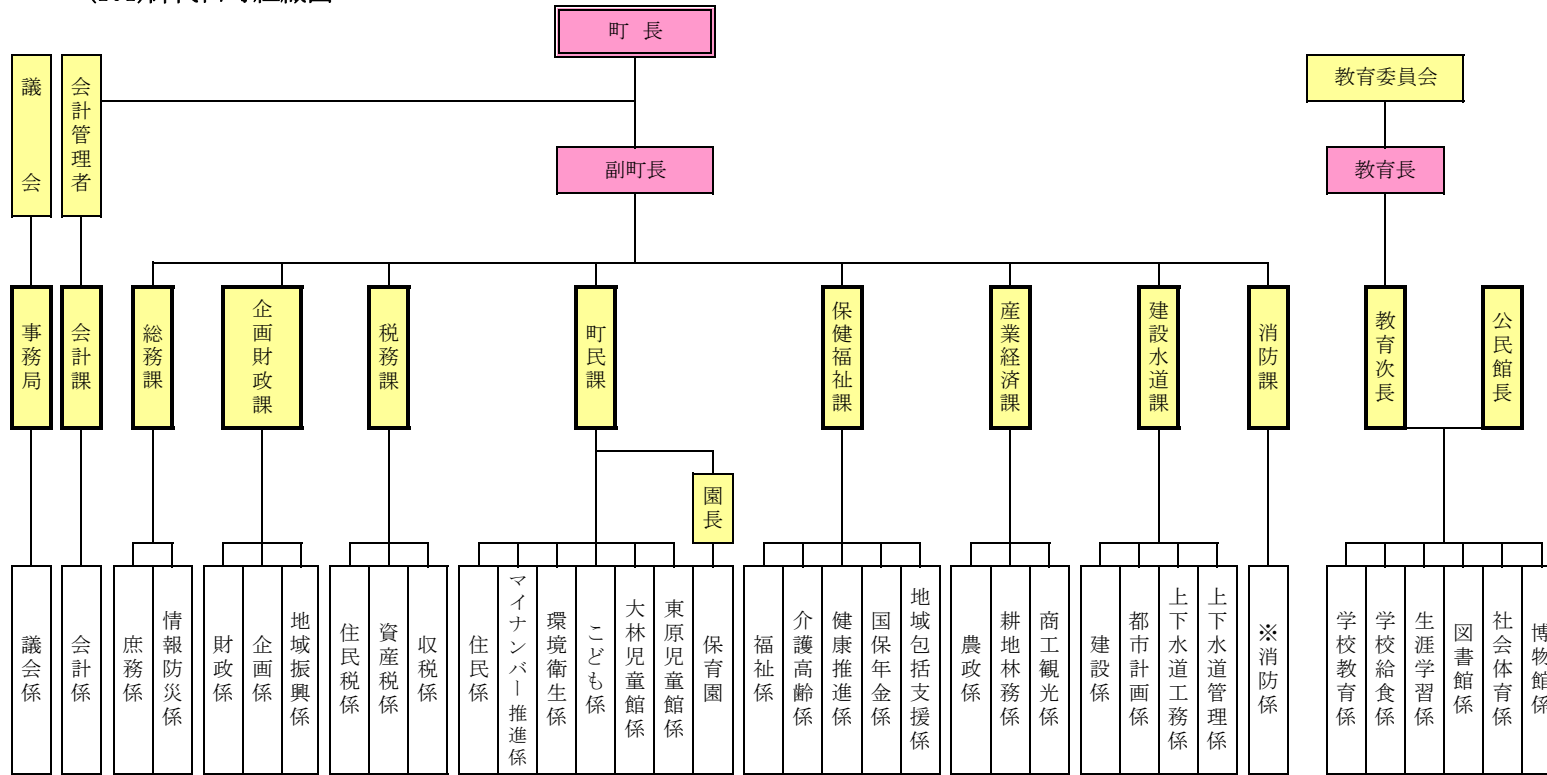 町 長
議会
会計管理者
教育委員会
副町長
教育長
事務局
会計課
総務課
企画財政課
税務課
町民課
保健福祉課
産業経済課
建設水道課
消防課
教育次長
公民館長
園長
議会係
会計係
庶務係
情報防災係
財政係
企画係
地域振興係
住民税係
資産税係
収税係
住民係
マイナンバー推進係
環境衛生係
こども係
大林児童館係
東原児童館係
保育園
福祉係
介護高齢係
健康推進係
国保年金係
地域包括支援係
農政係
耕地林務係
商工観光係
建設係
都市計画係
上下水道工務係
上下水道管理係
※消防係
学校教育係
学校給食係
生涯学習係
図書館係
社会体育係
博物館係